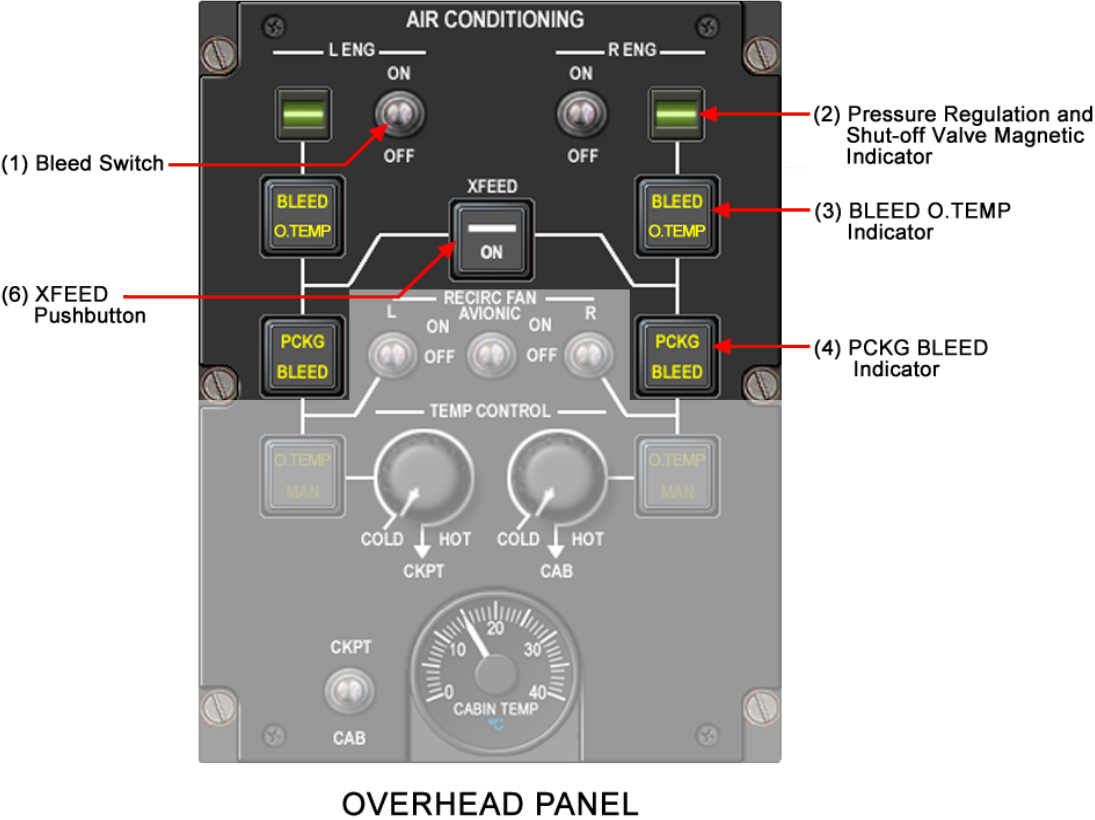 AIR CONDITIONING
L ENG
R ENG
ON
ON
OFF
OFF
(1) Bleed Switch
(2) Pressure Regulation and
Shut-off Valve Magnetic
Indicator
XFEED
BLEED
O.TEMP
ON
BLEED
O.TEMP
(3) BLEED O.TEMP
Indicator
(6) XFEED
Pushbutton
RECIRC FAN
L
AVIONIC
R
ON
OFF
ON
OFF
PCKG
BLEED
PCKG
BLEED
(4) PCKG BLEED
Indicator
TEMP CONTROL
O.TEMP
MAN
O.TEMP
MAN
COLD
HOT
CKPT
COLD
HOT
CAB
CKPT
CAB
0
10
20
30
40
CABIN TEMP
°C
OVERHEAD PANEL